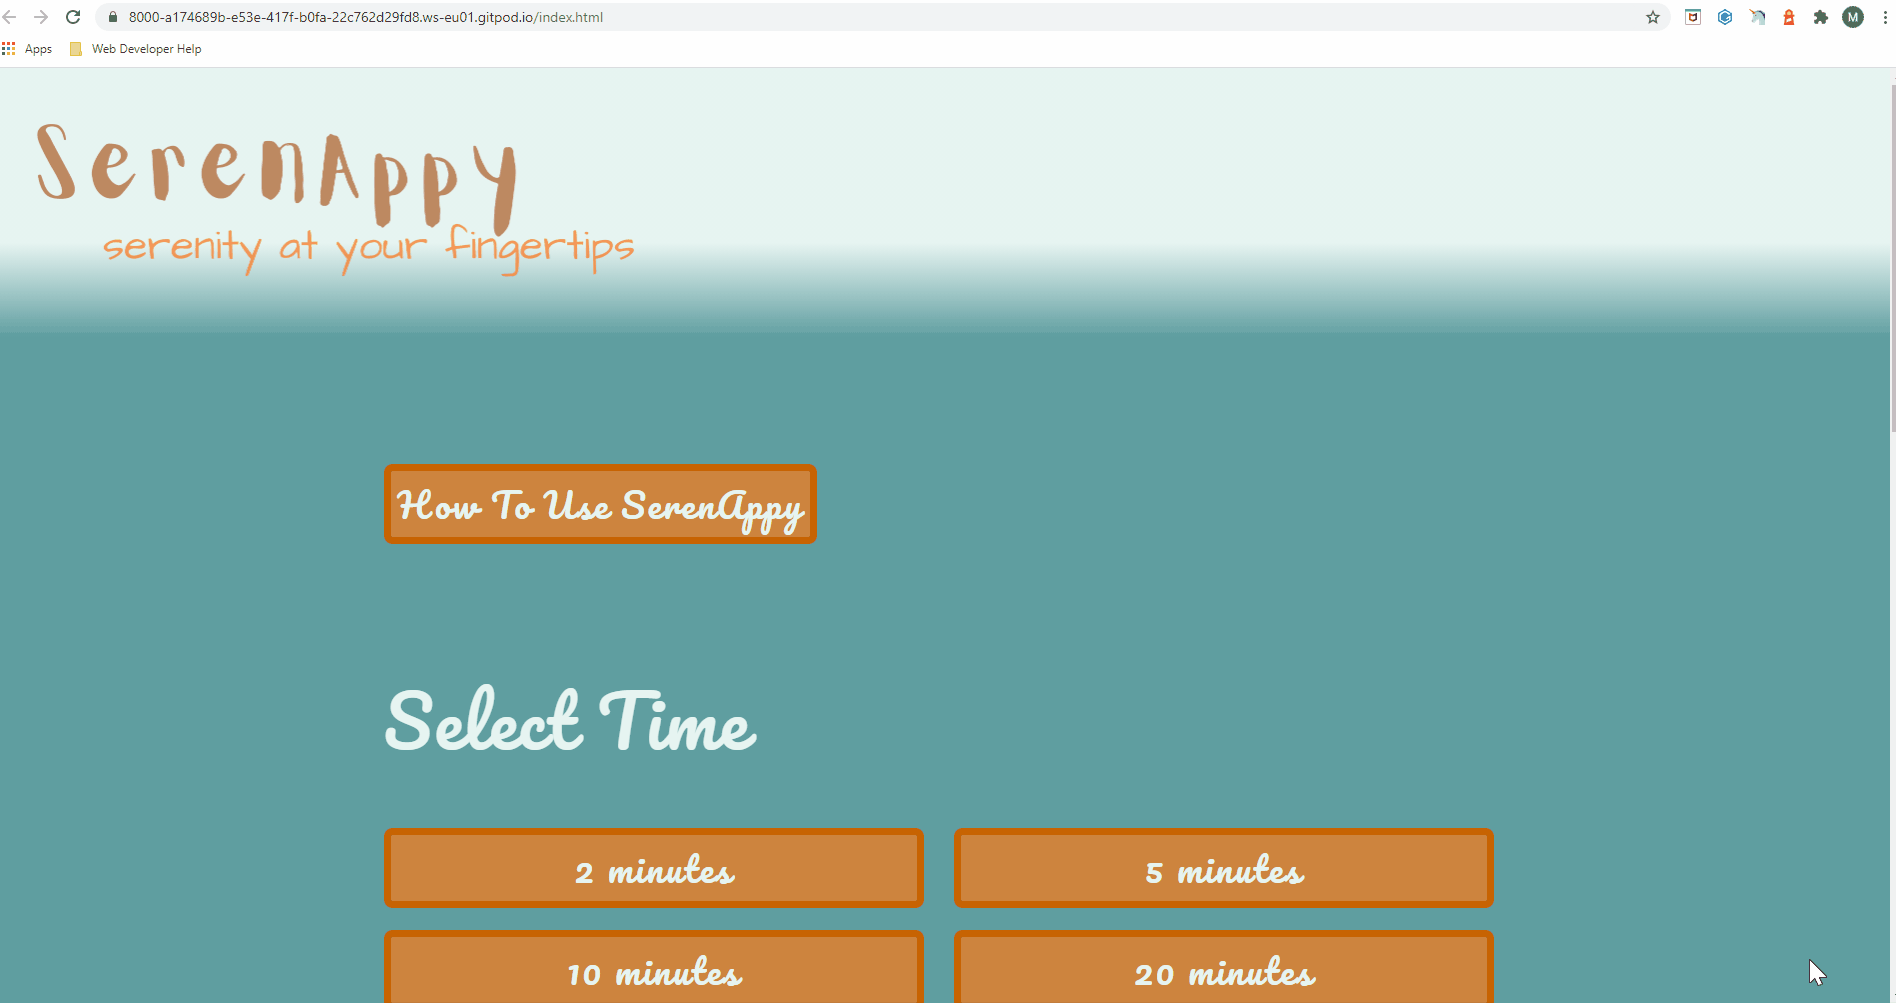 8000-a174689b-e53e-417f-b0fa-22c762d29fd8.ws-eu01.gitpod.io/index.html
M
Apps Web Developer Help
SerenAppy
serenity at your fingertips
How To Use SerenAppy
Select Time
2 minutes 5 minutes
10 minutes 20 minutes